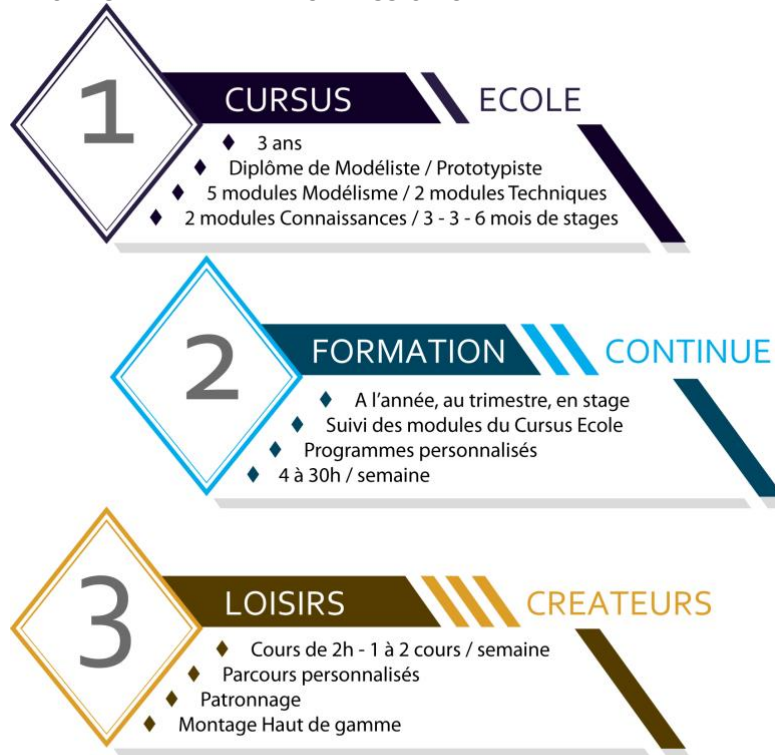 1
CURSUS ECOLE
3 ans
Diplôme de Modéliste / Prototypiste
5 modules Modélisme / 2 modules Techniques
2 modules Connaissances / 3 - 3 - 6 mois de stages
2
FORMATION CONTINUE
A l'année, au trimestre, en stage
Suivi des modules du Cursus Ecole
Programmes personnalisés
4 à 30h / semaine
3
LOISIRS CREATEURS
Cours de 2h - 1 à 2 cours / semaine
Parcours personnalisés
Patronnage
Montage Haut de gamme